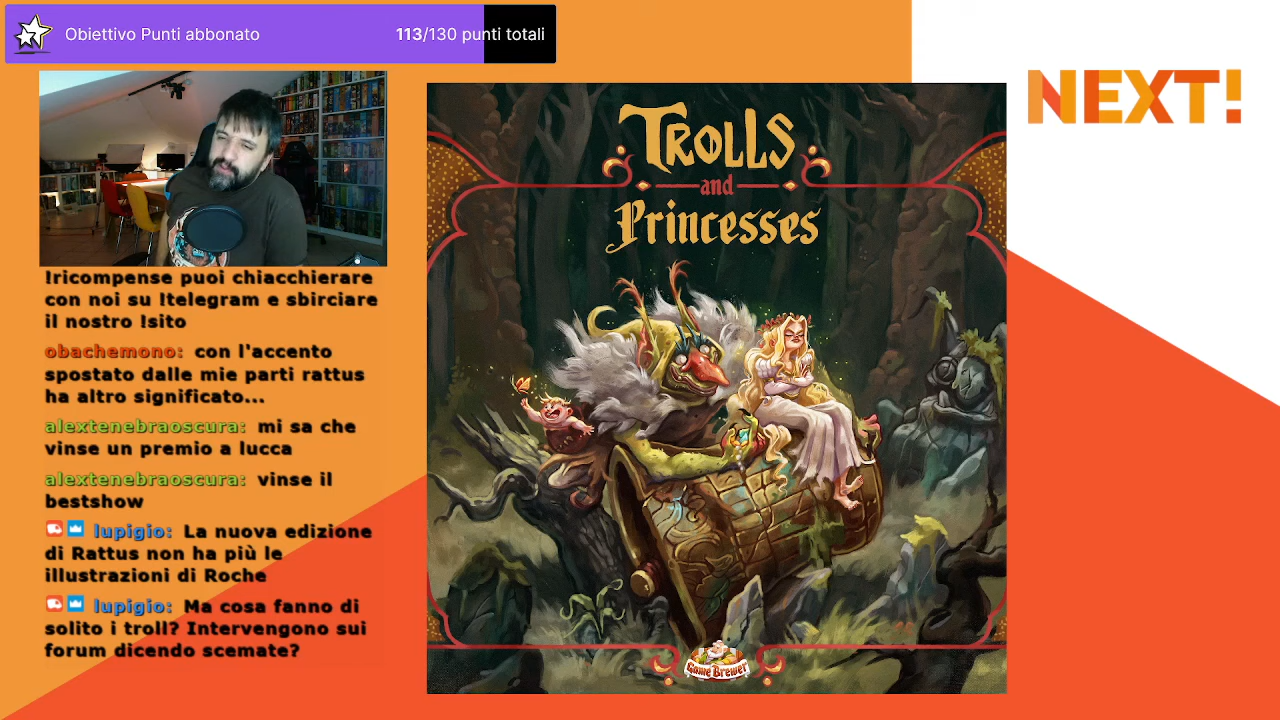 Obiettivo Punti abbonato
113/130 punti totali
NEXT!
!ricompense puoi chiacchierare
con noi su !telegram e sbirciare
il nostro !sito
obachemono: con l'accento
spostato dalle mie parti rattus
ha altro significato...
alextenebraoscura: mi sa che
vinse un premio a lucca
alextenebraoscura: vinse il
bestshow
lupigio: La nuova edizione
di Rattus non ha più le
illustrazioni di Roche
lupigio: Ma cosa fanno di
solito i troll? Intervengono sui
forum dicendo scemate?
TROLLS
and
Princesses
Game Brewer